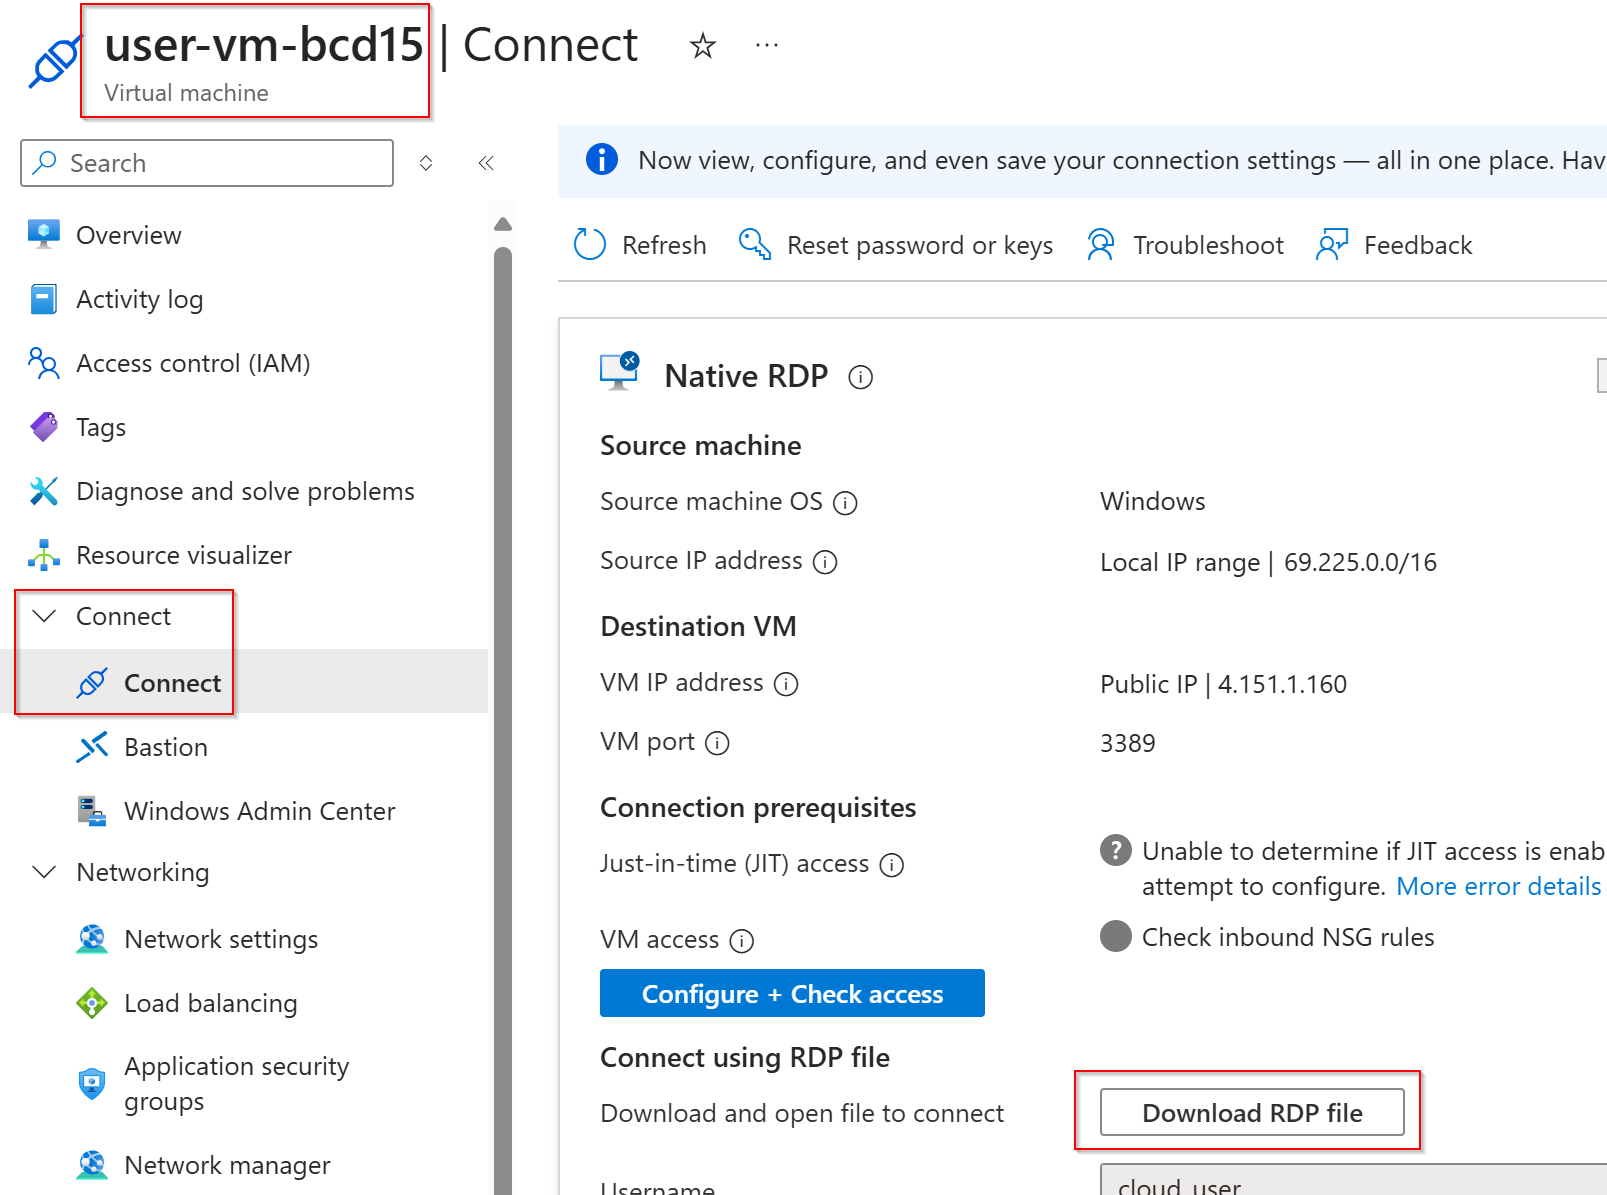 user-vm-bcd15 | Connect
Virtual machine
Search
Overview
Activity log
Access control (IAM)
Tags
Diagnose and solve problems
Resource visualizer
Connect
Connect
Bastion
Windows Admin Center
Networking
Network settings
Load balancing
Application security
groups
Network manager
Now view, configure, and even save your connection settings — all in one place. Hav
Refresh
Reset password or keys
Troubleshoot
Feedback
Native RDP
Source machine
Source machine OS
Windows
Source IP address
Local IP range | 69.225.0.0/16
Destination VM
VM IP address
Public IP | 4.151.1.160
VM port
3389
Connection prerequisites
Just-in-time (JIT) access
Unable to determine if JIT access is enab
attempt to configure. More error details
VM access
Check inbound NSG rules
Configure + Check access
Connect using RDP file
Download and open file to connect
Download RDP file
Username
cloud_user